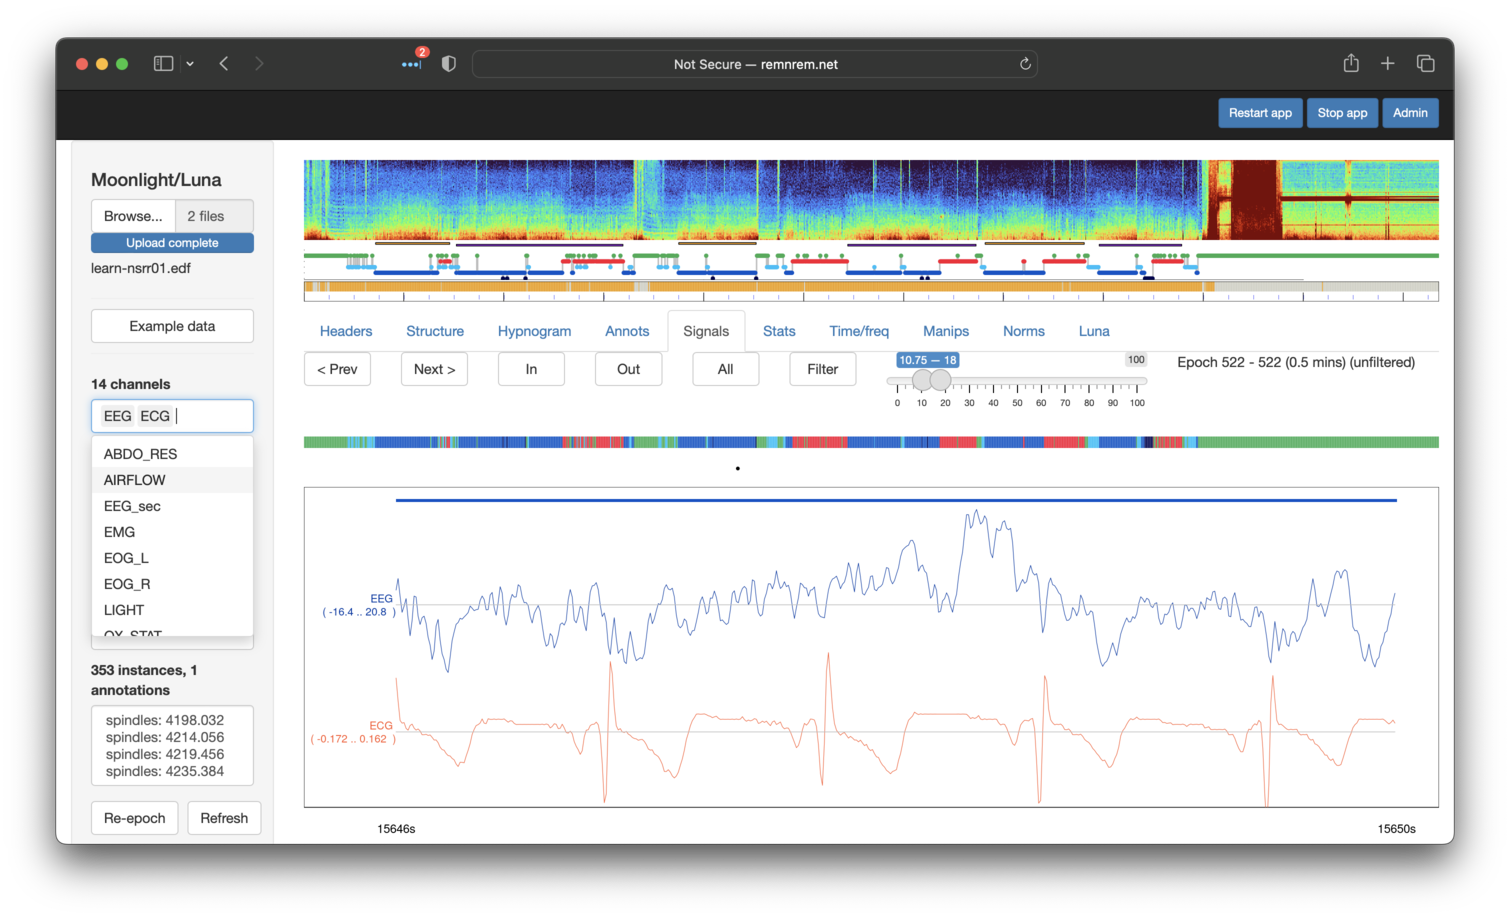 2
Not Secure — remnrem.net
Restart app
Stop app
Admin
Moonlight/Luna
Browse...
2 files
Upload complete
learn-nsrr01.edf
Example data
14 channels
EEG ECG
ABDO_RES
AIRFLOW
EEG_sec
EMG
EOG_L
EOG_R
LIGHT
OX_STAT
353 instances, 1
annotations
spindles: 4198.032
spindles: 4214.056
spindles: 4219.456
spindles: 4235.384
Re-epoch
Refresh
Headers
Structure
Hypnogram
Annots
Signals
Stats
Time/freq
Manips
Norms
Luna
< Prev
Next >
In
Out
All
Filter
10.75 — 18
100
0 10 20 30 40 50 60 70 80 90 100
Epoch 522 - 522 (0.5 mins) (unfiltered)
EEG
( -16.4 .. 20.8 )
ECG
( -0.172 .. 0.162 )
15646s
15650s